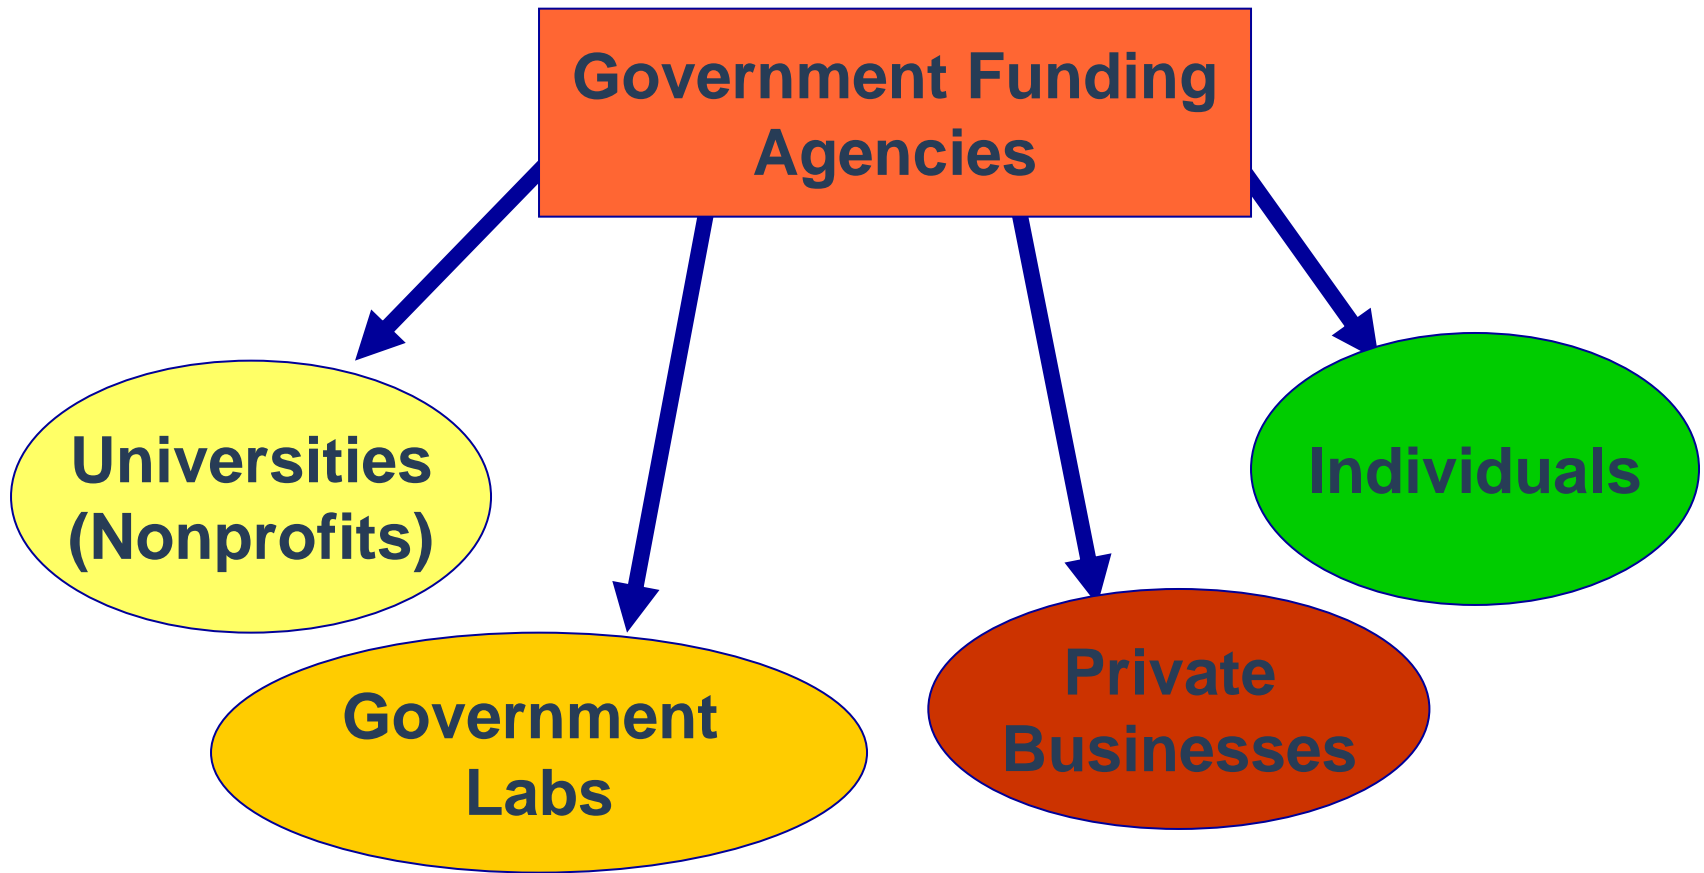 Government Funding
Agencies
Universities
(Nonprofits)
Individuals
Government
Labs
Private
Businesses